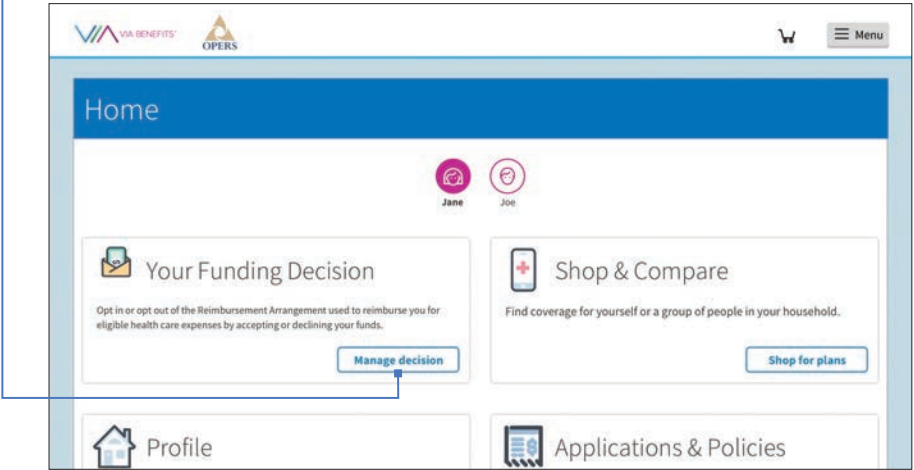 VIA VIA BENEFITS™
OPERS
Menu
Home
Jane
Joe
Your Funding Decision
Opt in or opt out of the Reimbursement Arrangement used to reimburse you for
eligible health care expenses by accepting or declining your funds.
Manage decision
Shop & Compare
Find coverage for yourself or a group of people in your household.
Shop for plans
Profile
Applications & Policies